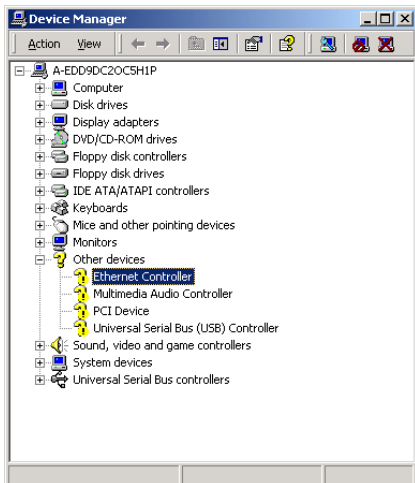 Device Manager
Action View
A-EDD9DC2OC5H1P
Computer
Disk drives
Display adapters
DVD/CD-ROM drives
Floppy disk controllers
Floppy disk drives
IDE ATA/ATAPI controllers
Keyboards
Mice and other pointing devices
Monitors
Other devices
Ethernet Controller
Multimedia Audio Controller
PCI Device
Universal Serial Bus (USB) Controller
Sound, video and game controllers
System devices
Universal Serial Bus controllers